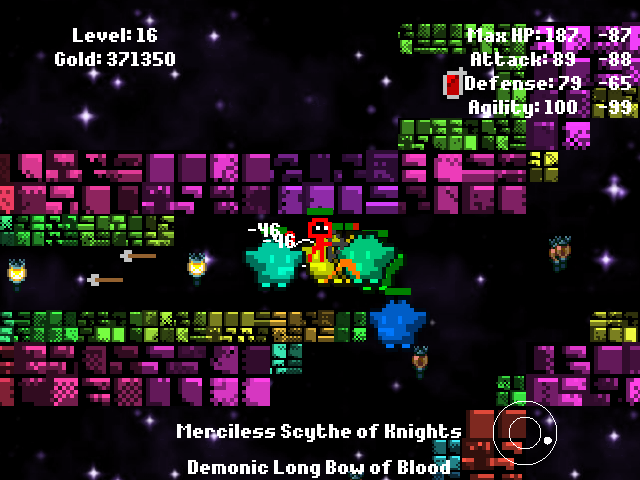 Level: 16
Gold: 371350
Max HP: 187 -87
Attack: 89 -88
Defense: 79 -65
Agility: 100 -99
-46
-46
Merciless Scythe of Knights
Demonic Long Bow of Blood